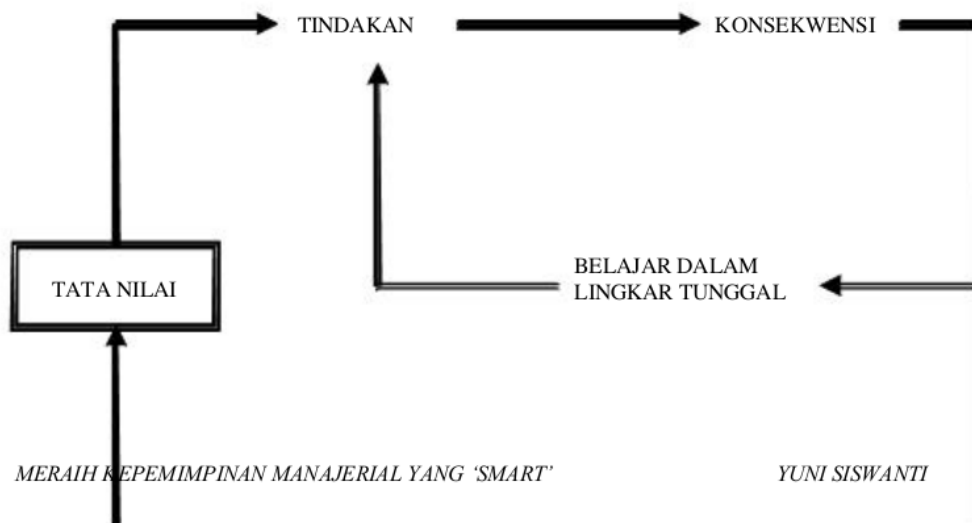 TINDAKAN
KONSEKWENSI
TATA NILAI
BELAJAR DALAM
LINGKAR TUNGGAL
MERAIH KEPEMIMPINAN MANAJERIAL YANG ‘SMART’
YUNI SISWANTI